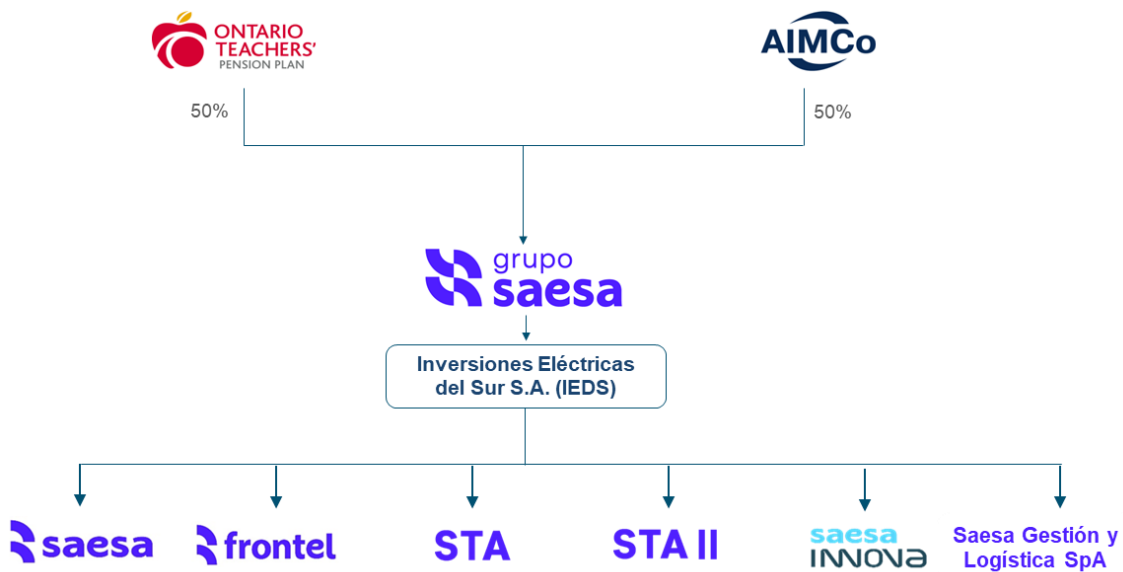 ONTARIO
TEACHERS'
PENSION PLAN
AIMCo
50%
50%
grupo
saesa
Inversiones Eléctricas
del Sur S.A. (IEDS)
saesa
frontel
STA
STA II
saesa
INNOVA
Saesa Gestión y
Logística SpA